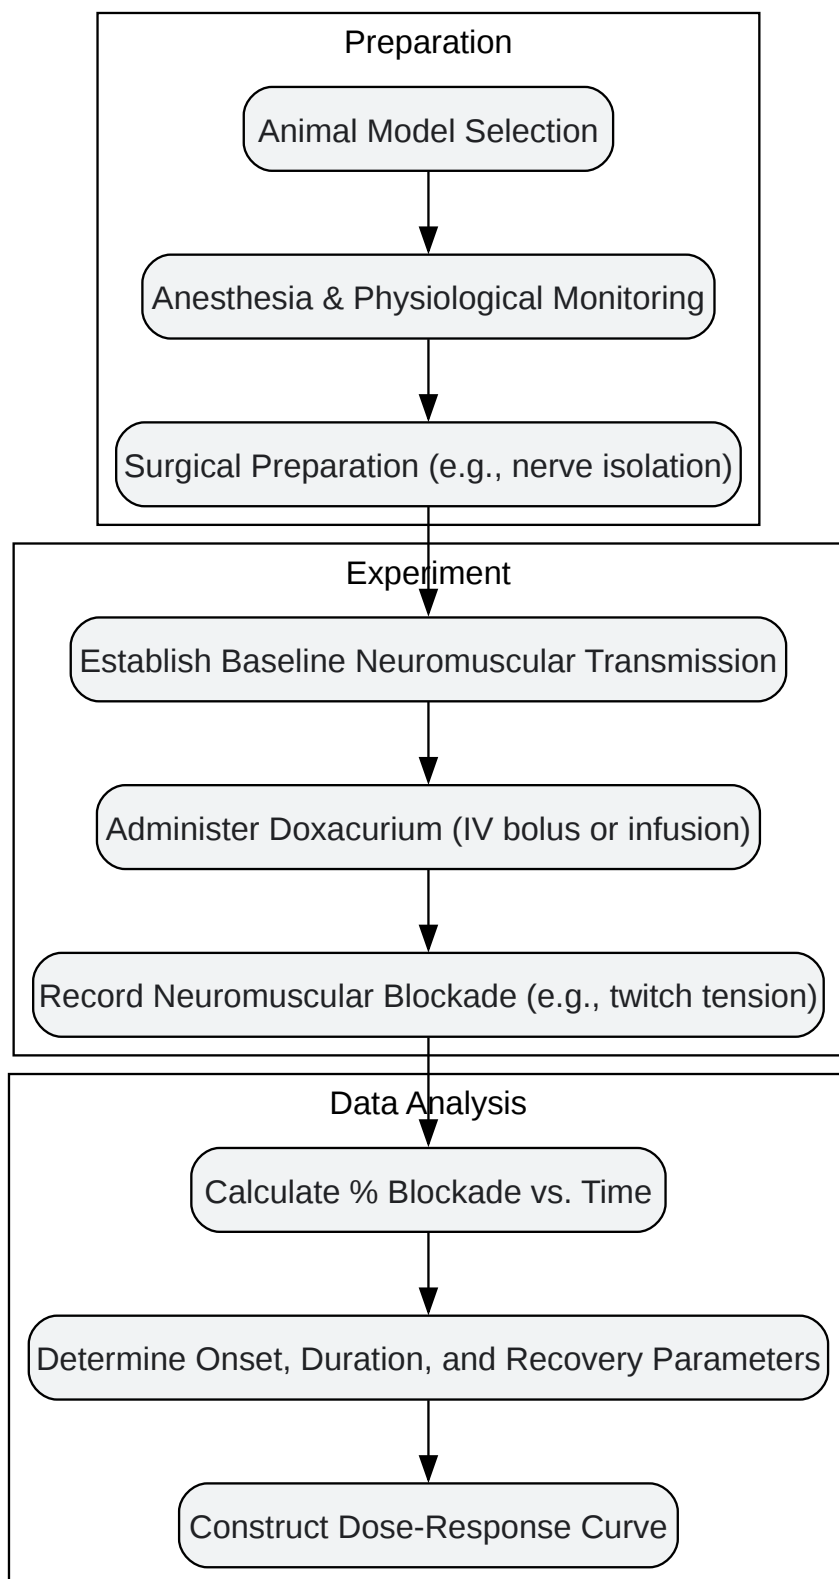 Preparation
Animal Model Selection
Anesthesia & Physiological Monitoring
Surgical Preparation (e.g., nerve isolation)
Experiment
Establish Baseline Neuromuscular Transmission
Administer Doxacurium (IV bolus or infusion)
Record Neuromuscular Blockade (e.g., twitch tension)
Data Analysis
Calculate % Blockade vs. Time
Determine Onset, Duration, and Recovery Parameters
Construct Dose-Response Curve